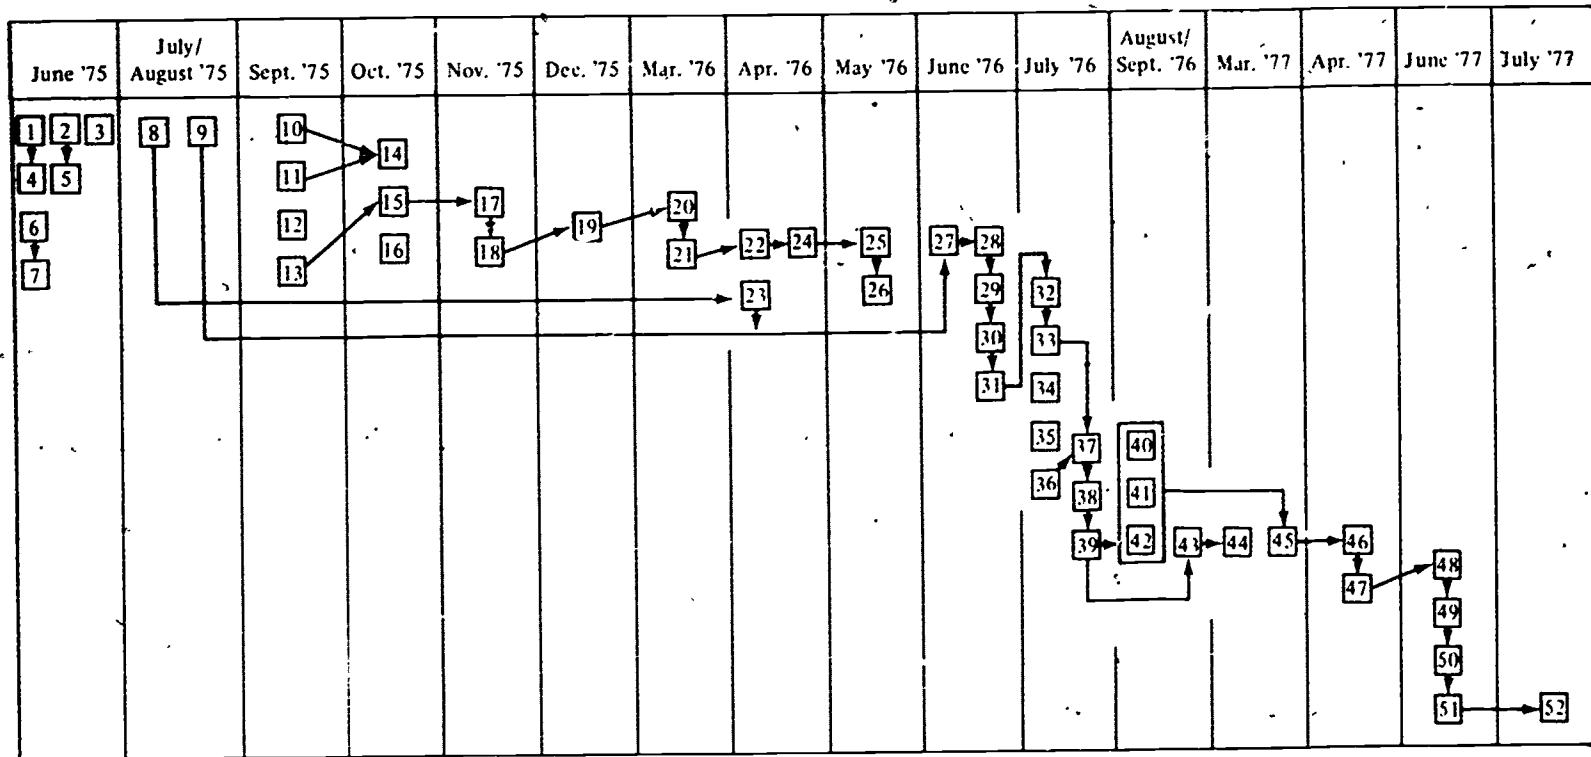 June '75
July/
August '75
Sept. '75
Oct. '75
Nov. '75
Dec. '75
Mar. '76
Apr. '76
May '76
June '76
July '76
August/
Sept. '76
Mar. '77
Apr. '77
June '77
July '77
1 2 3 8 9 10
14
4 5 11
15 17 20
6 12 19
16 18 21 22 24 25 27 28
7 13
23 26 29 32
30 33
31 34
35 37 40
36 38 41
39 42 43 44 45 46
47 48
49
50
51 52